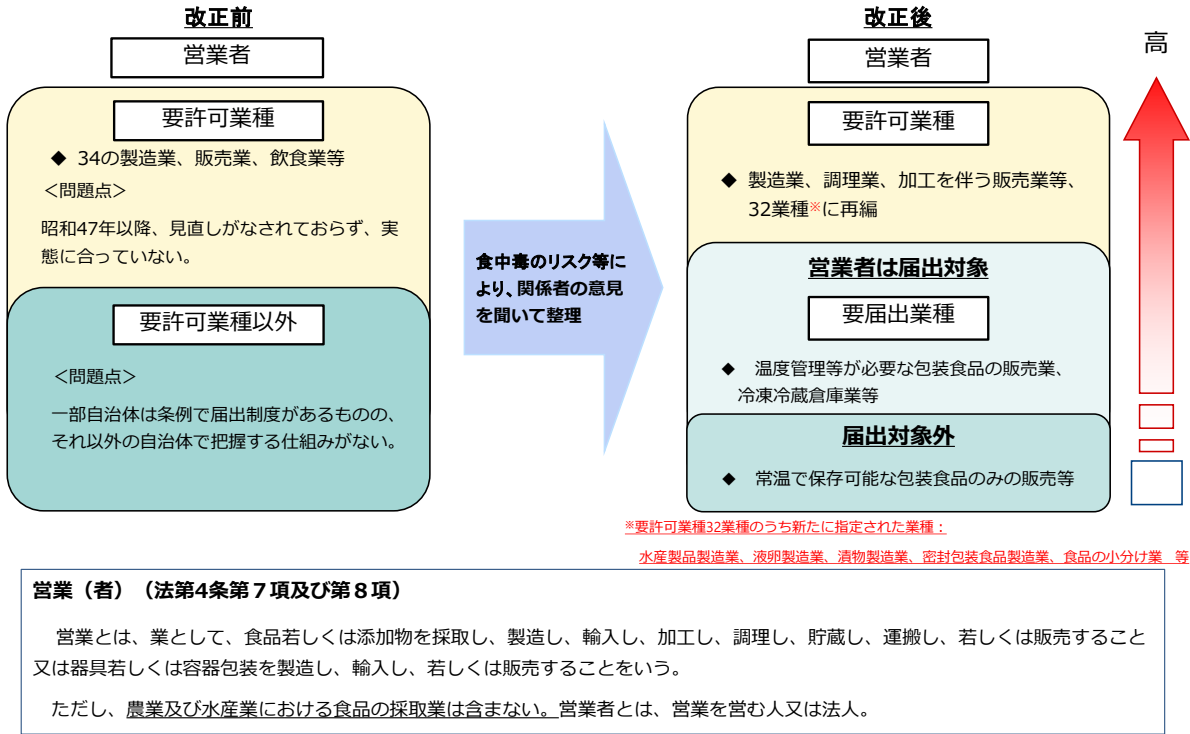 改正前
営業者
要許可業種
◆ 34の製造業、販売業、飲食業等
<問題点>
昭和47年以降、見直しがなされておらず、実
態に合っていない。
要許可業種以外
<問題点>
一部自治体は条例で届出制度があるものの、
それ以外の自治体で把握する仕組みがない。
食中毒のリスク等に
より、関係者の意見
を聞いて整理
改正後
営業者
要許可業種
◆ 製造業、調理業、加工を伴う販売業等、
32業種※に再編
営業者は届出対象
要届出業種
◆ 温度管理等が必要な包装食品の販売業、
冷凍冷蔵倉庫業等
届出対象外
◆ 常温で保存可能な包装食品のみの販売等
高
※要許可業種32業種のうち新たに指定された業種：
水産製品製造業、液卵製造業、漬物製造業、密封包装食品製造業、食品の小分け業 等
営業（者）（法第4条第７項及び第８項）
営業とは、業として、食品若しくは添加物を採取し、製造し、輸入し、加工し、調理し、貯蔵し、運搬し、若しくは販売すること
又は器具若しくは容器包装を製造し、輸入し、若しくは販売することをいう。
ただし、農業及び水産業における食品の採取業は含まない。営業者とは、営業を営む人又は法人。